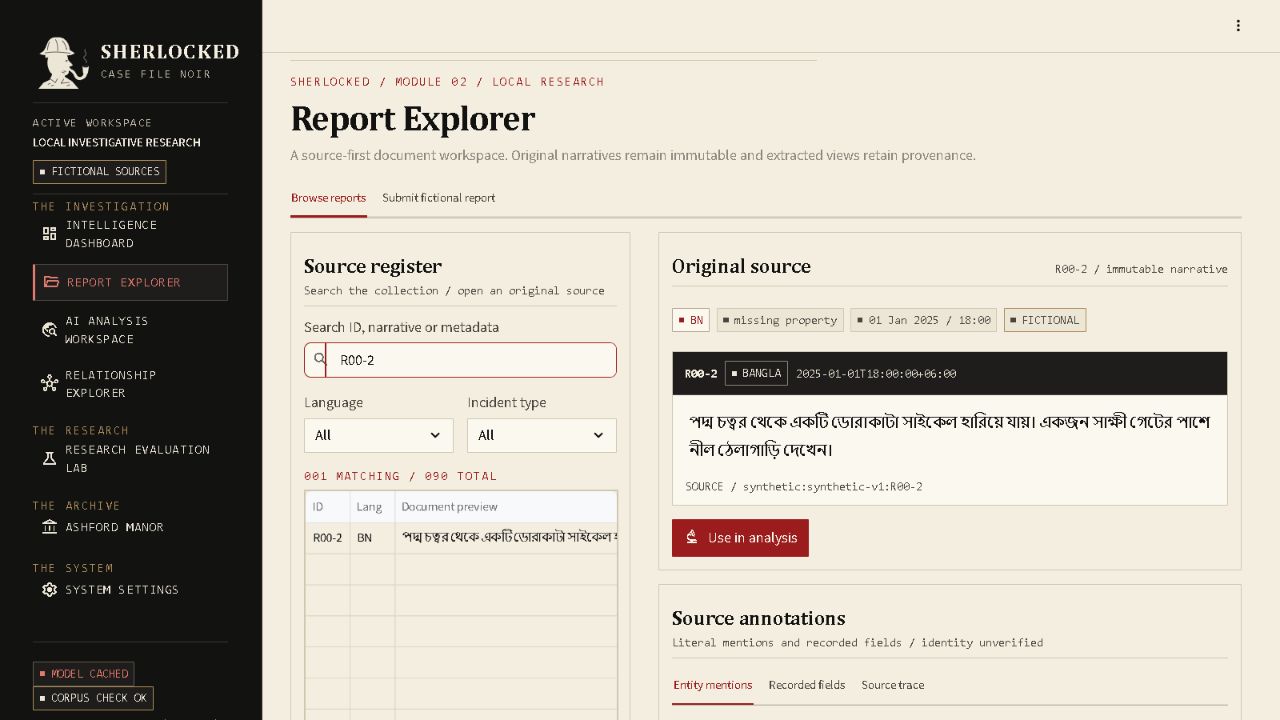 SHERLOCKED
CASE FILE NOIR
ACTIVE WORKSPACE
LOCAL INVESTIGATIVE RESEARCH
FICTIONAL SOURCES
THE INVESTIGATION
INTELLIGENCE
DASHBOARD
REPORT EXPLORER
AI ANALYSIS
WORKSPACE
RELATIONSHIP
EXPLORER
THE RESEARCH
RESEARCH EVALUATION
LAB
THE ARCHIVE
ASHFORD MANOR
THE SYSTEM
SYSTEM SETTINGS
MODEL CACHED
CORPUS CHECK OK
SHERLOCKED / MODULE 02 / LOCAL RESEARCH
Report Explorer
A source-first document workspace. Original narratives remain immutable and extracted views retain provenance.
Browse reports Submit fictional report
Source register
Search the collection / open an original source
Search ID, narrative or metadata
R00-2
Language Incident type
All All
001 MATCHING / 090 TOTAL
ID Lang Document preview
R00-2 BN পদ্ম চত্বর থেকে একটি ডোরাকাটা সাইকেল
Original source R00-2 / immutable narrative
BN missing property 01 Jan 2025 / 18:00 FICTIONAL
R00-2 BANGLA 2025-01-01T18:00:00+06:00
পদ্ম চত্বর থেকে একটি ডোরাকাটা সাইকেল হারিয়ে যায়। একজন সাক্ষী গেটের পাশে
নীল ঠেলাগাড়ি দেখেন।
SOURCE / synthetic:synthetic-v1:R00-2
Use in analysis
Source annotations
Literal mentions and recorded fields / identity unverified
Entity mentions Recorded fields Source trace